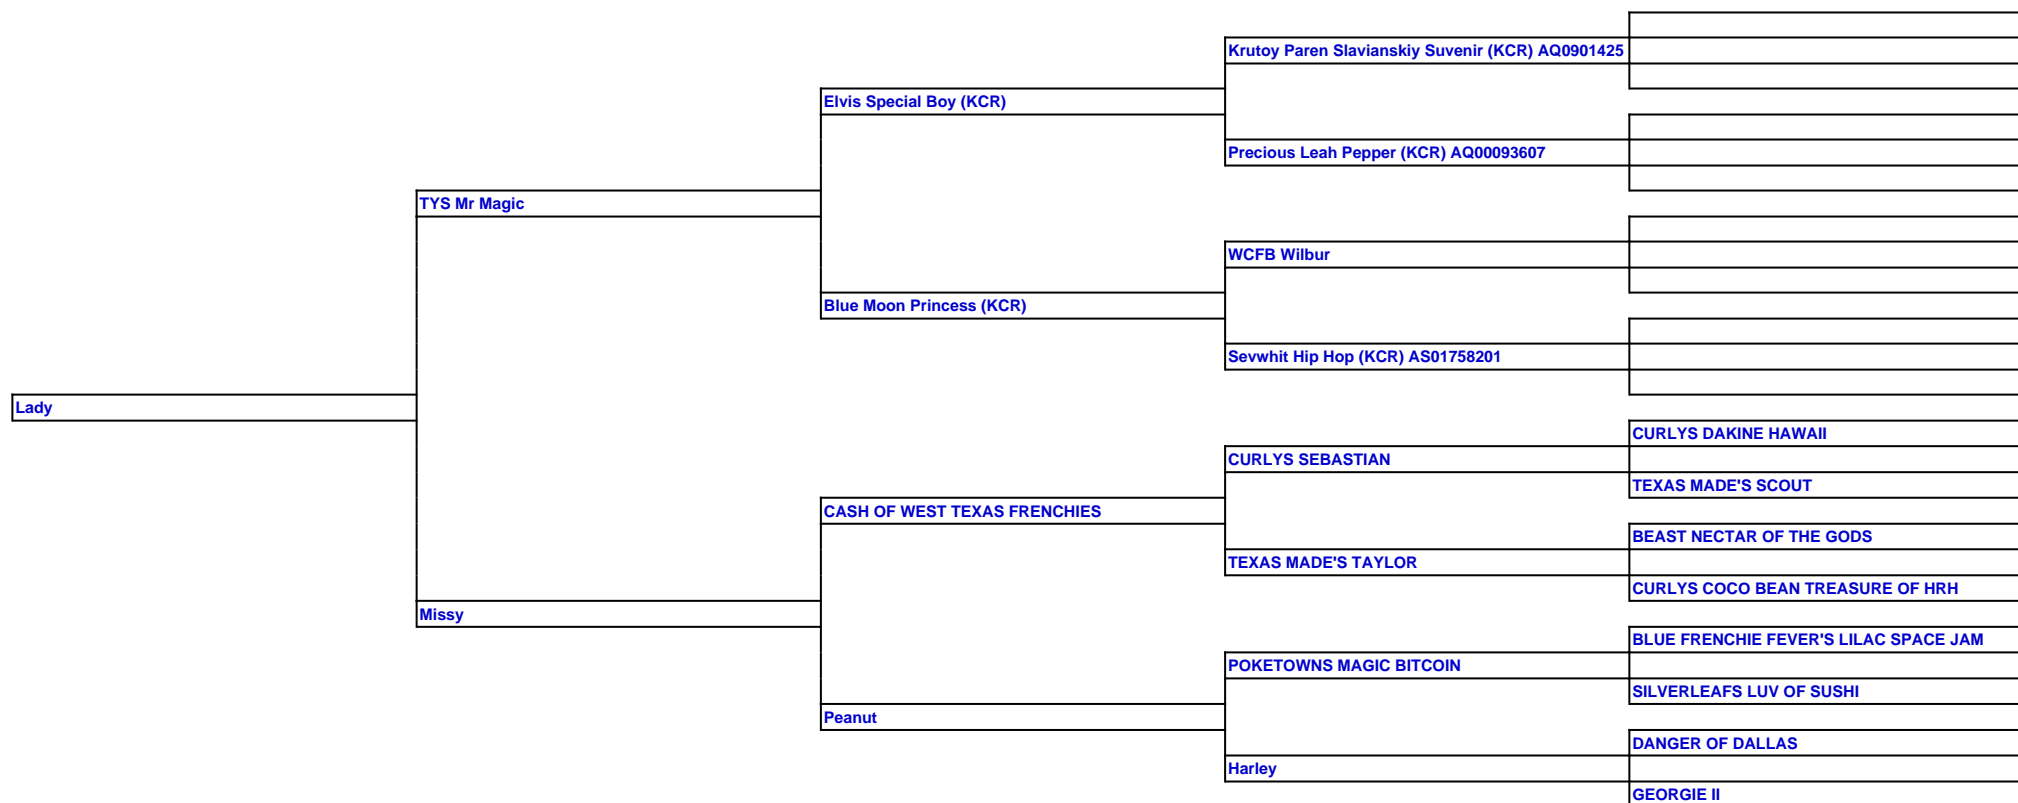 Krutoy Paren Slavianskiy Suvenir (KCR) AQ0901425
Elvis Special Boy (KCR)
Precious Leah Pepper (KCR) AQ00093607
TYS Mr Magic
WCFB Wilbur
Blue Moon Princess (KCR)
Sevwhit Hip Hop (KCR) AS01758201
Lady
CURLYS DAKINE HAWAII
CURLYS SEBASTIAN
TEXAS MADE'S SCOUT
CASH OF WEST TEXAS FRENCHIES
BEAST NECTAR OF THE GODS
TEXAS MADE'S TAYLOR
CURLYS COCO BEAN TREASURE OF HRH
Missy
BLUE FRENCHIE FEVER'S LILAC SPACE JAM
POKETOWNS MAGIC BITCOIN
SILVERLEAFS LUV OF SUSHI
Peanut
DANGER OF DALLAS
Harley
GEORGIE II